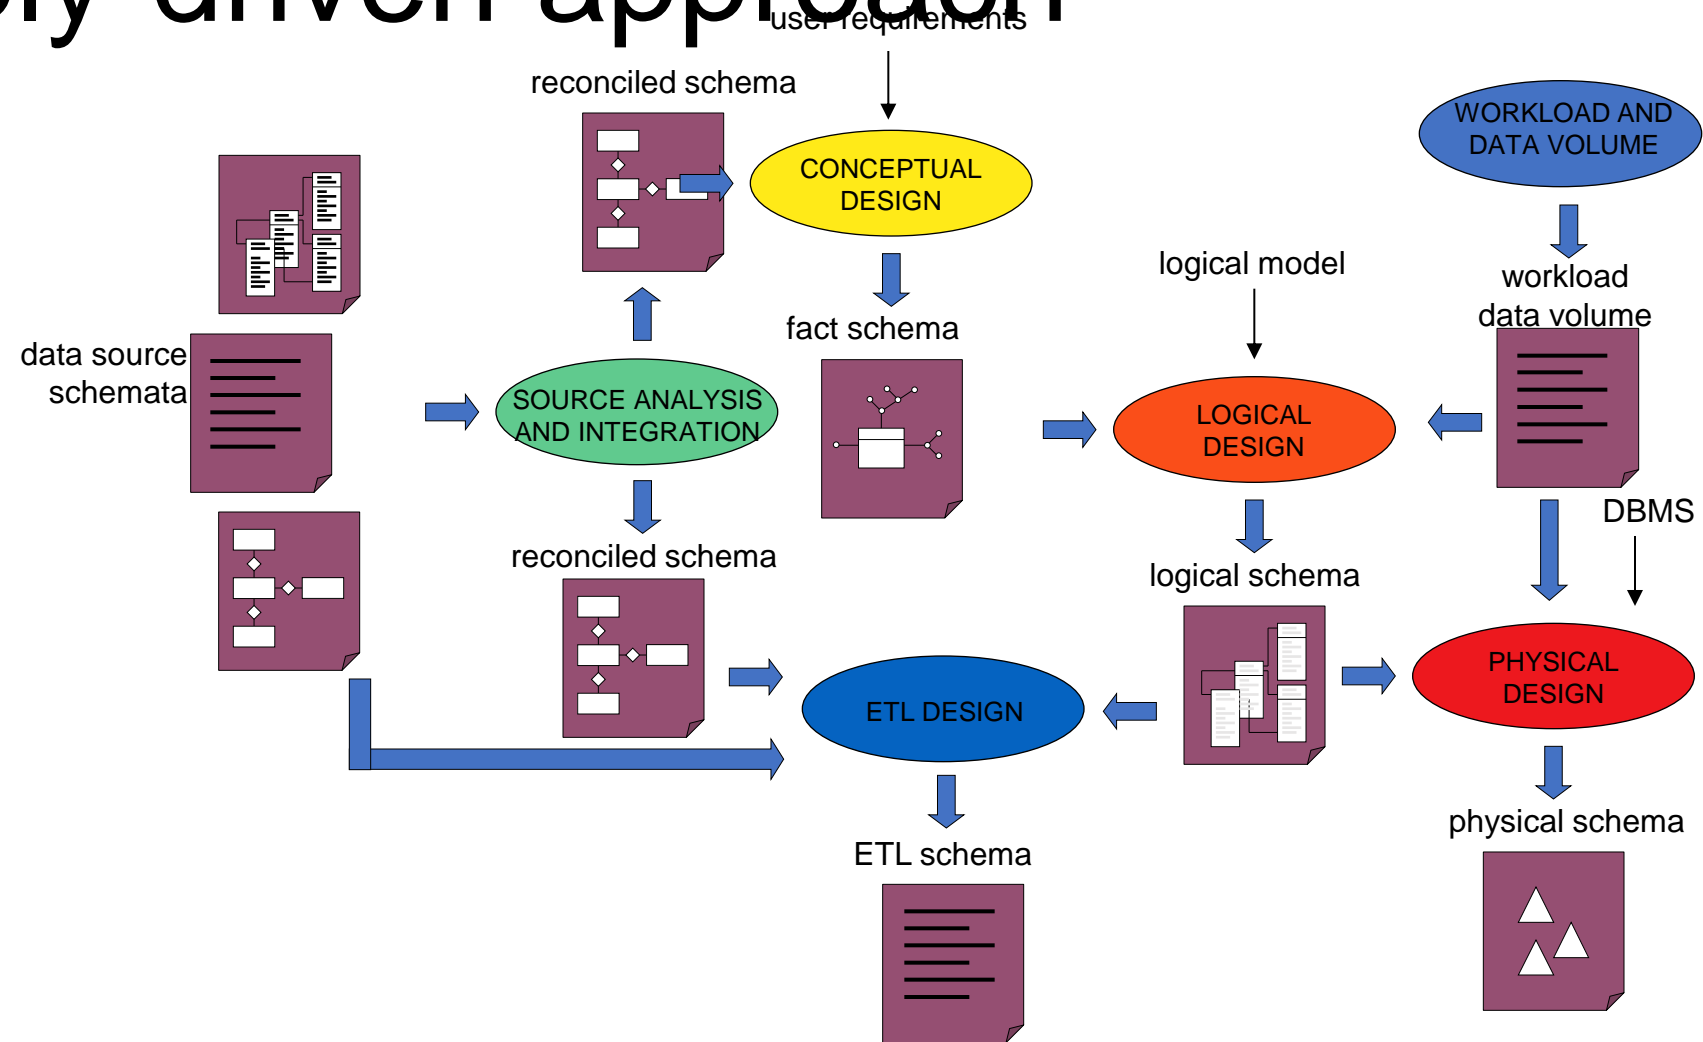 driven approach
user requirements
reconciled schema
CONCEPTUAL
DESIGN
WORKLOAD AND
DATA VOLUME
logical model
workload
data volume
fact schema
data source
schemata
SOURCE ANALYSIS
AND INTEGRATION
LOGICAL
DESIGN
DBMS
reconciled schema
logical schema
PHYSICAL
DESIGN
ETL DESIGN
physical schema
ETL schema